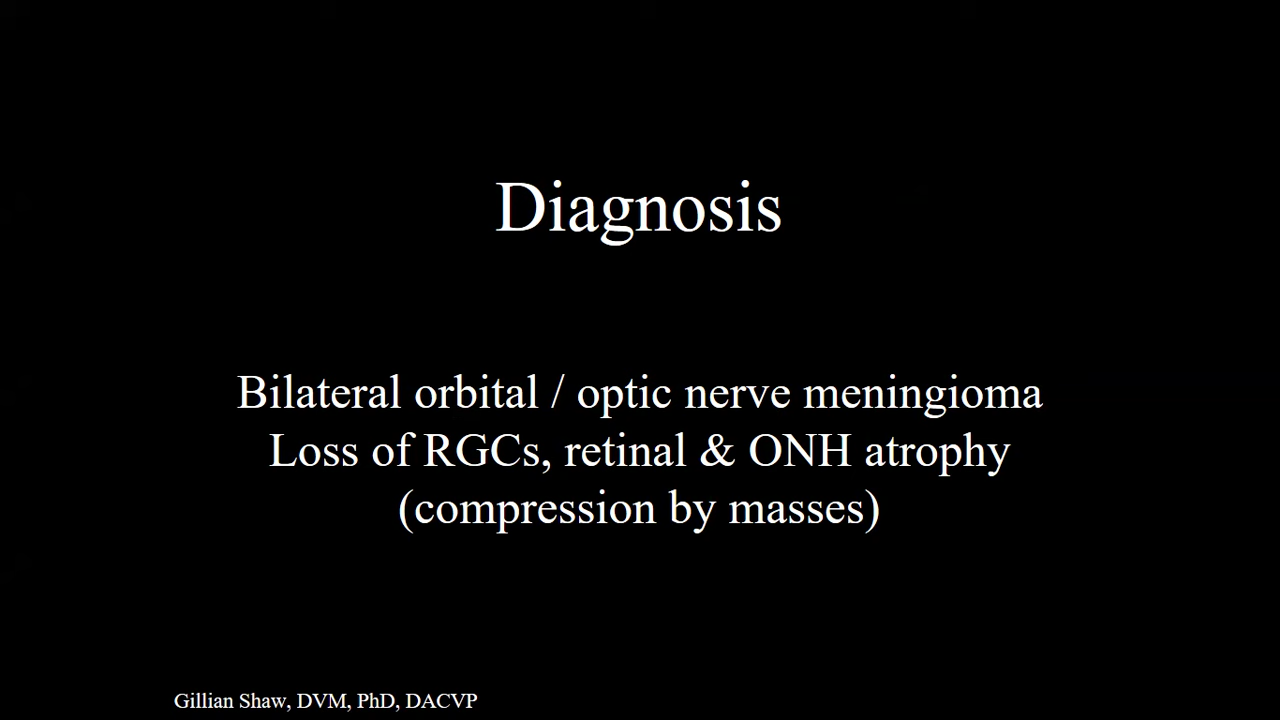 Diagnosis
Bilateral orbital / optic nerve meningioma
Loss of RGCs, retinal & ONH atrophy
(compression by masses)
Gillian Shaw, DVM, PhD, DACVP